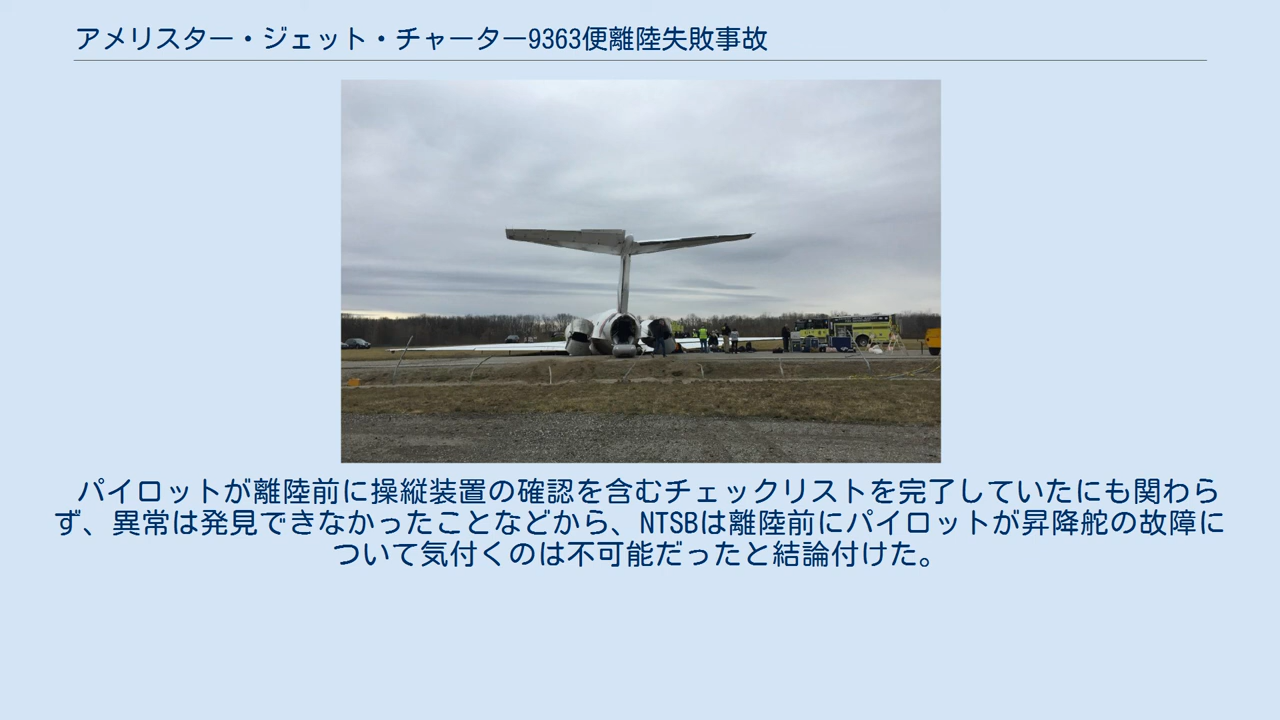 アメリスター・ジェット・チャーター9363便離陸失敗事故
パイロットが離陸前に操縦装置の確認を含むチェックリストを完了していたにも関わら
ず、異常は発見できなかったことなどから、NTSBは離陸前にパイロットが昇降舵の故障に
ついて気付くのは不可能だったと結論付けた。